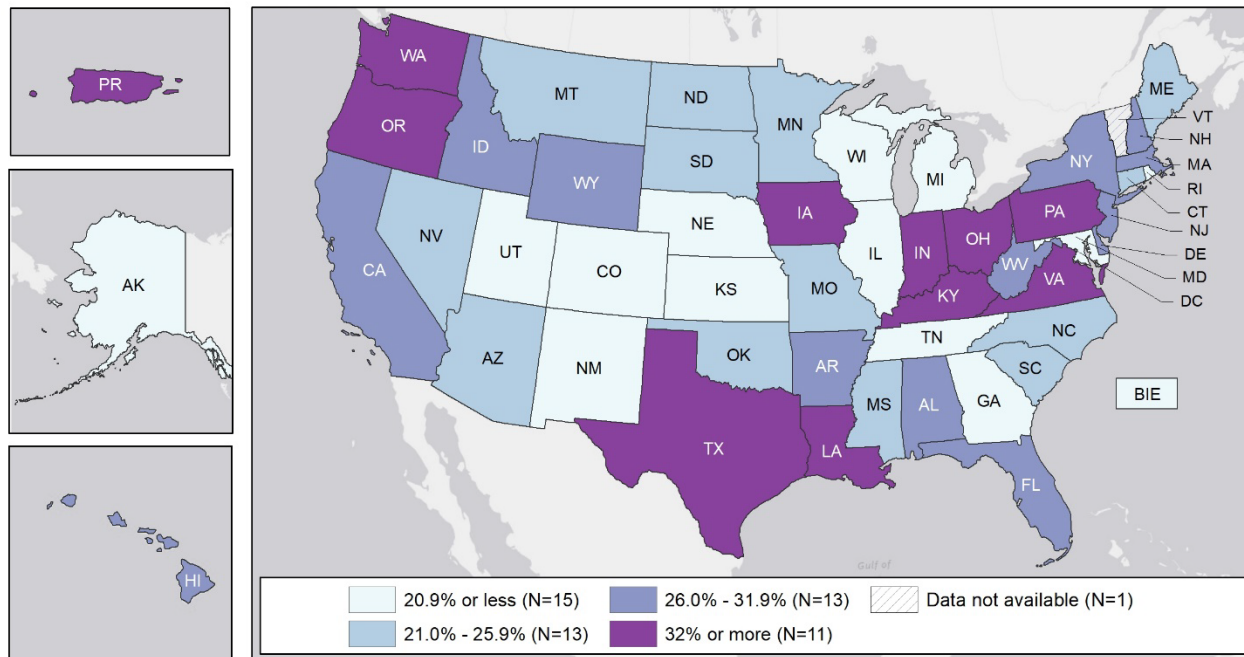 PR
AK
HI
WA
OR
CA
NV
ID
MT
WY
UT
AZ
CO
NM
ND
SD
NE
KS
OK
TX
MN
IA
MO
AR
LA
WI
IL
MI
IN
OH
KY
TN
MS
AL
GA
FL
SC
NC
VA
WV
PA
NY
ME
VT
NH
MA
RI
CT
NJ
DE
MD
DC
BIE
Gulf of
20.9% or less (N=15)
26.0% - 31.9% (N=13)
Data not available (N=1)
21.0% - 25.9% (N=13)
32% or more (N=11)